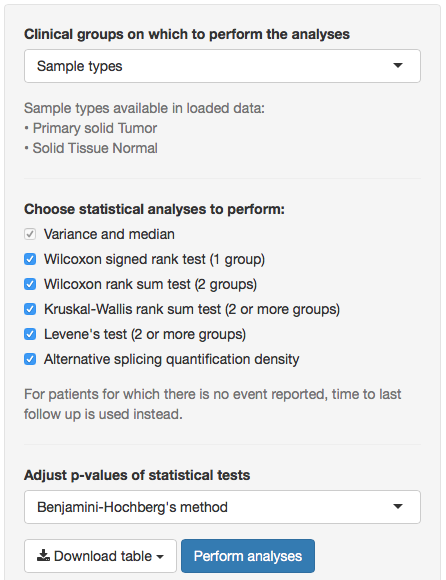 Clinical groups on which to perform the analyses
Sample types
Sample types available in loaded data:
• Primary solid Tumor
• Solid Tissue Normal
Choose statistical analyses to perform:
Variance and median
Wilcoxon signed rank test (1 group)
Wilcoxon rank sum test (2 groups)
Kruskal-Wallis rank sum test (2 or more groups)
Levene's test (2 or more groups)
Alternative splicing quantification density
For patients for which there is no event reported, time to last
follow up is used instead.
Adjust p-values of statistical tests
Benjamini-Hochberg's method
Download table Perform analyses